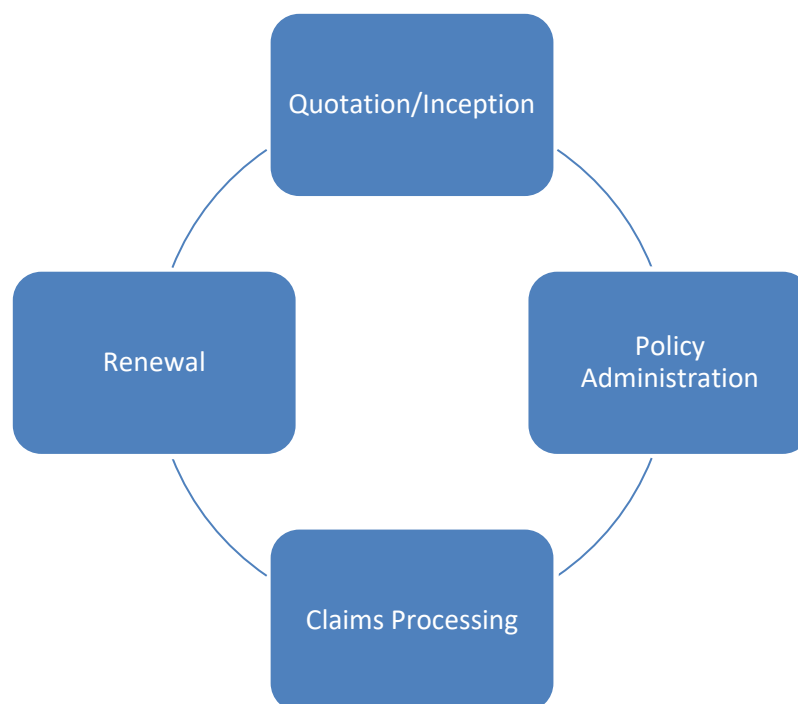 Quotation/Inception
Policy
Administration
Claims Processing
Renewal